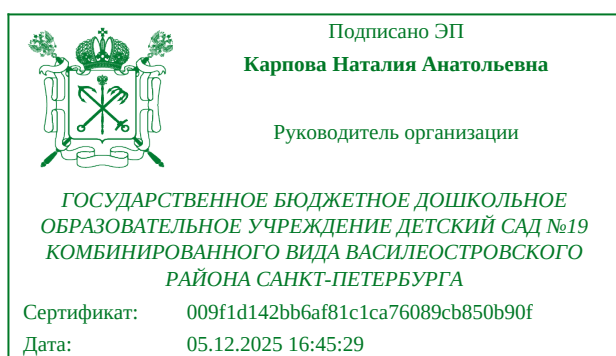 Подписано ЭП
Карпова Наталия Анатольевна
Руководитель организации
ГОСУДАРСТВЕННОЕ БЮДЖЕТНОЕ ДОШКОЛЬНОЕ
ОБРАЗОВАТЕЛЬНОЕ УЧРЕЖДЕНИЕ ДЕТСКИЙ САД №19
КОМБИНИРОВАННОГО ВИДА ВАСИЛЕОСТРОВСКОГО
РАЙОНА САНКТ-ПЕТЕРБУРГА
Сертификат: 009f1d142bb6af81c1ca76089cb850b90f
Дата: 05.12.2025 16:45:29